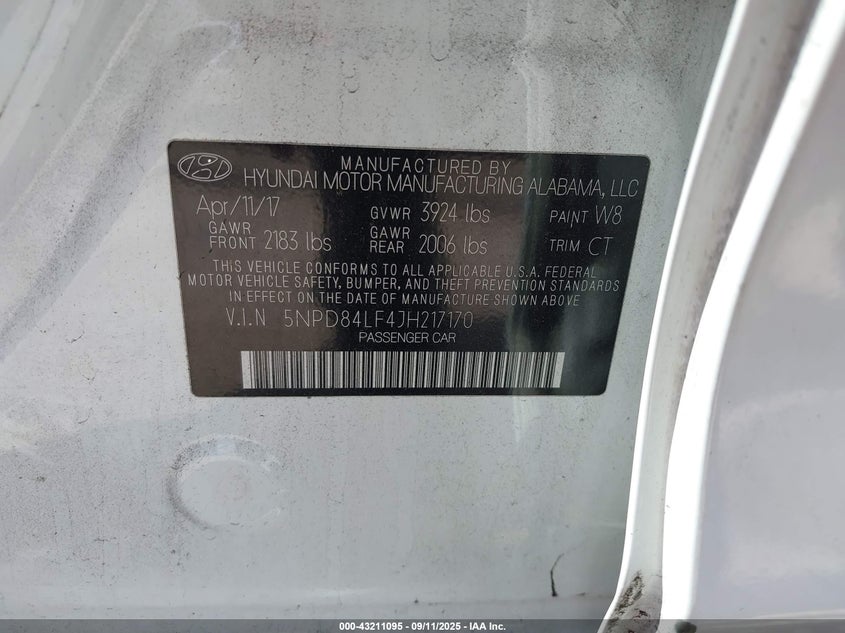 MANUFACTURED BY
HYUNDAI MOTOR MANUFACTURING ALABAMA, LLC
Apr/11/17 GVWR 3924 lbs PAINT W8
GAWR FRONT 2183 lbs GAWR REAR 2006 lbs TRIM CT
THIS VEHICLE CONFORMS TO ALL APPLICABLE U.S.A. FEDERAL
MOTOR VEHICLE SAFETY, BUMPER, AND THEFT PREVENTION STANDARDS
IN EFFECT ON THE DATE OF MANUFACTURE SHOWN ABOVE
V.I.N 5NPD84LF4JH217170
PASSENGER CAR
000-43211095 - 09/11/2025 - IAA Inc.